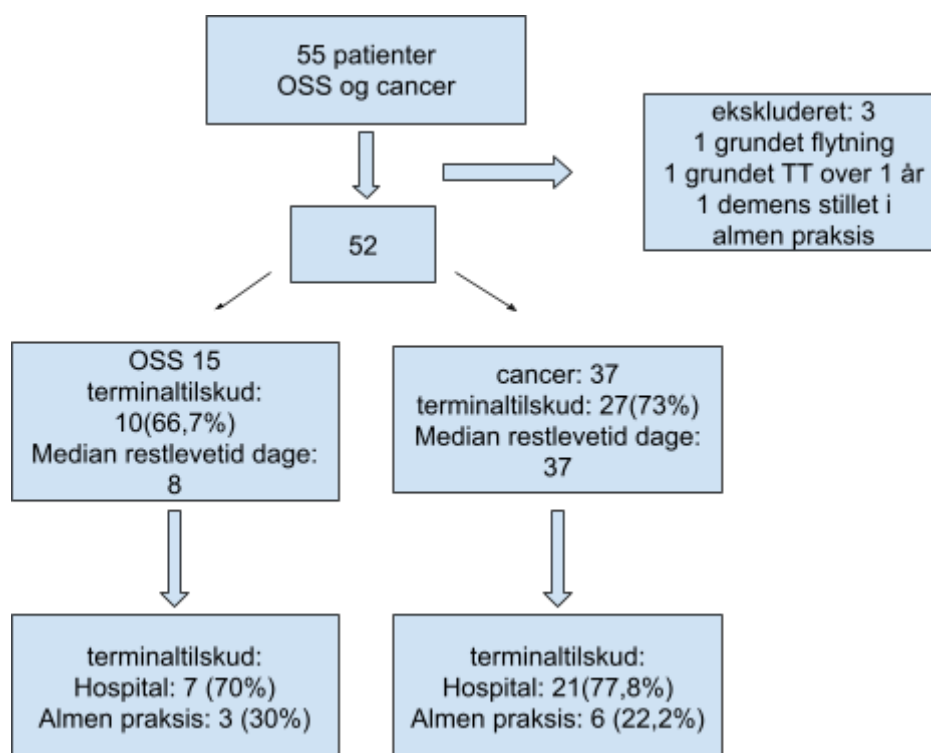 55 patienter
OSS og cancer
ekskluderet: 3
1 grundet flytning
1 grundet TT over 1 år
1 demens stillet i
almen praksis
52
OSS 15
terminaltilskud:
10(66,7%)
Median restlevetid dage:
8
cancer: 37
terminaltilskud: 27(73%)
Median restlevetid dage:
37
terminaltilskud:
Hospital: 7 (70%)
Almen praksis: 3 (30%)
terminaltilskud:
Hospital: 21(77,8%)
Almen praksis: 6 (22,2%)